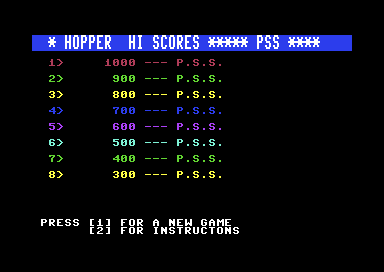 * HOPPER HI SCORES ***** PSS ****
1> 1000 --- P.S.S.
2> 900 --- P.S.S.
3> 800 --- P.S.S.
4> 700 --- P.S.S.
5> 600 --- P.S.S.
6> 500 --- P.S.S.
7> 400 --- P.S.S.
8> 300 --- P.S.S.
PRESS [1] FOR A NEW GAME
[2] FOR INSTRUCTONS